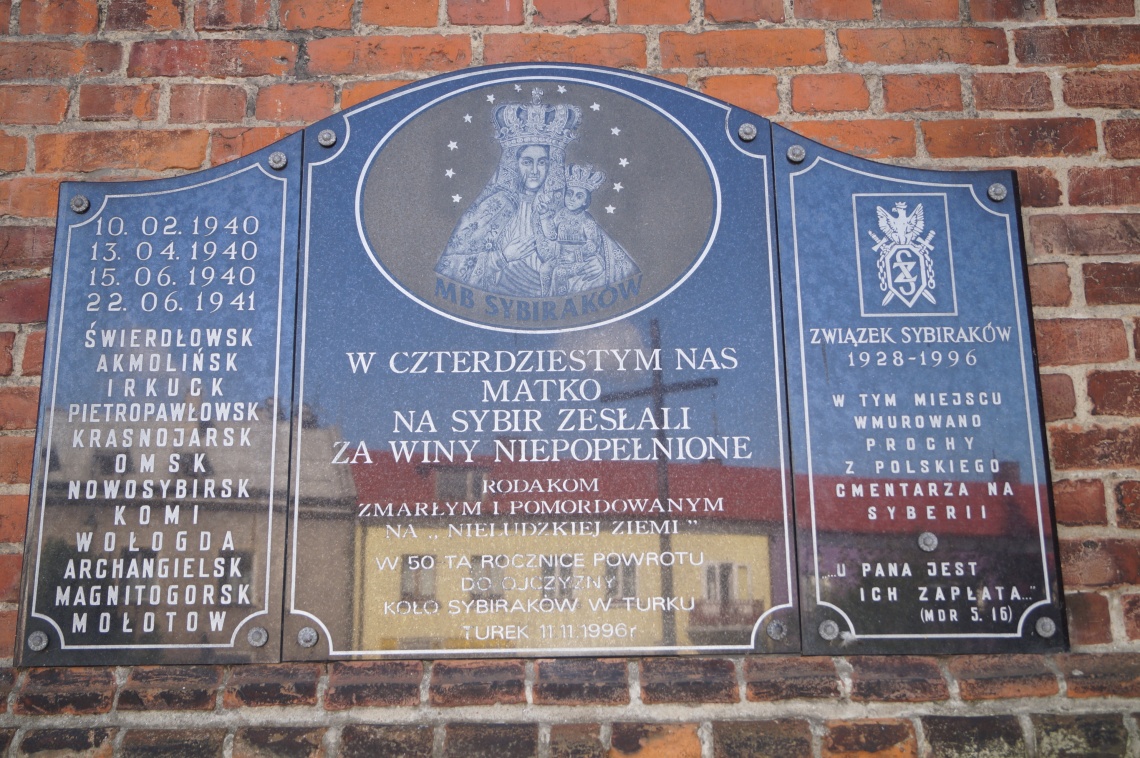 10. 02. 1940
13. 04. 1940
15. 06. 1940
22. 06. 1941
ŚWIERDŁOWSK
AKMOLIŃSK
IRKUCK
PIETROPAWŁOWSK
KRASNOJARSK
OMSK
NOWOSYBIRSK
KOMI
WOŁOGDA
ARCHANGIELSK
MAGNITOGORSK
MOŁOTOW
MB SYBIRAKÓW
W CZTERDZIESTYM NAS
MATKO
NA SYBIR ZESŁALI
ZA WINY NIEPOPEŁNIONE
RODAKOM
ZMARŁYM I POMORDOWANYM
NA „NIELUDZKIEJ ZIEMI"
W 50 TĄ ROCZNICĘ POWROTU
DO OJCZYZNY
KOŁO SYBIRAKÓW W TURKU
TUREK 11.11.1996r
ZWIĄZEK SYBIRAKÓW
1928-1996
W TYM MIEJSCU
WMUROWANO
PROCHY
Z POLSKIEGO
CMENTARZA NA
SYBERII
„...U PANA JEST
ICH ZAPŁATA..."
(MDR 5. 16)